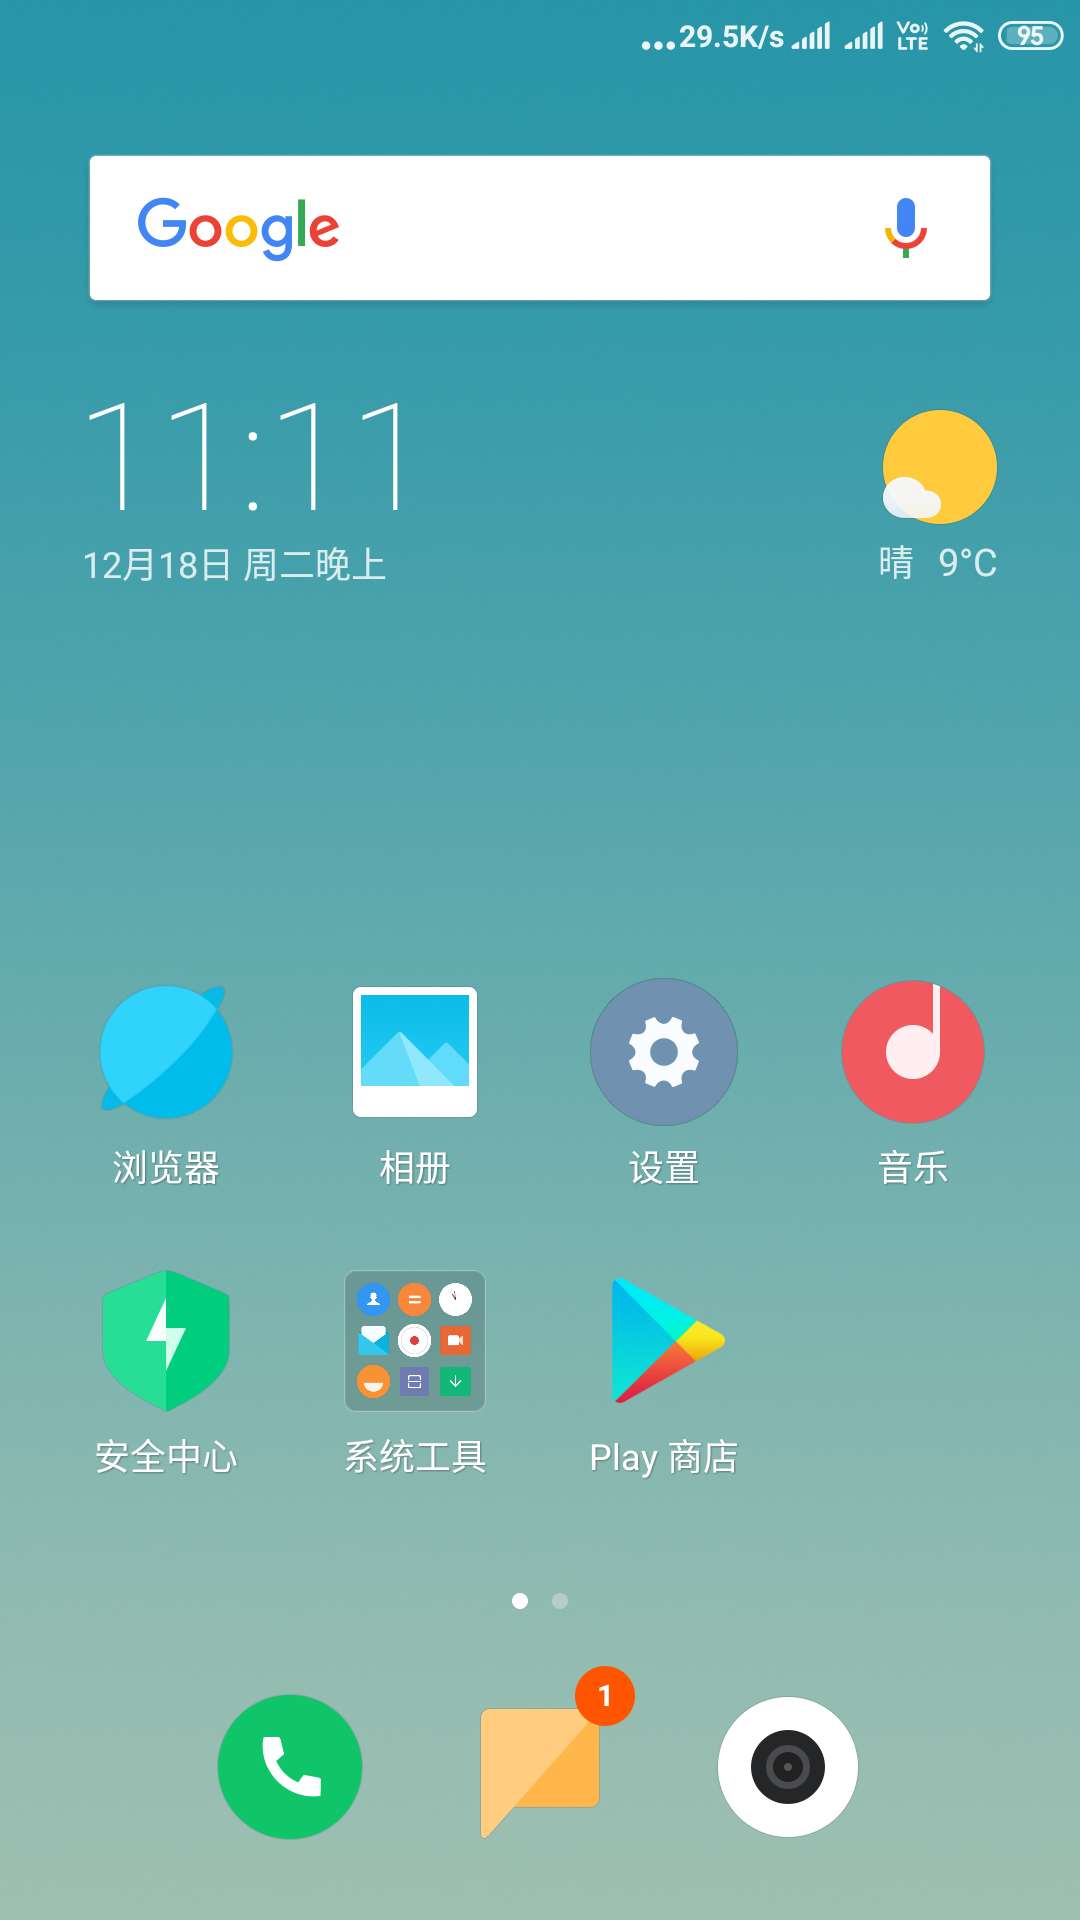 ...29.5K/s VoLTE 95
Google
11:11
12月18日 周二晚上
晴 9°C
浏览器 相册 设置 音乐
安全中心 系统工具 Play 商店
1